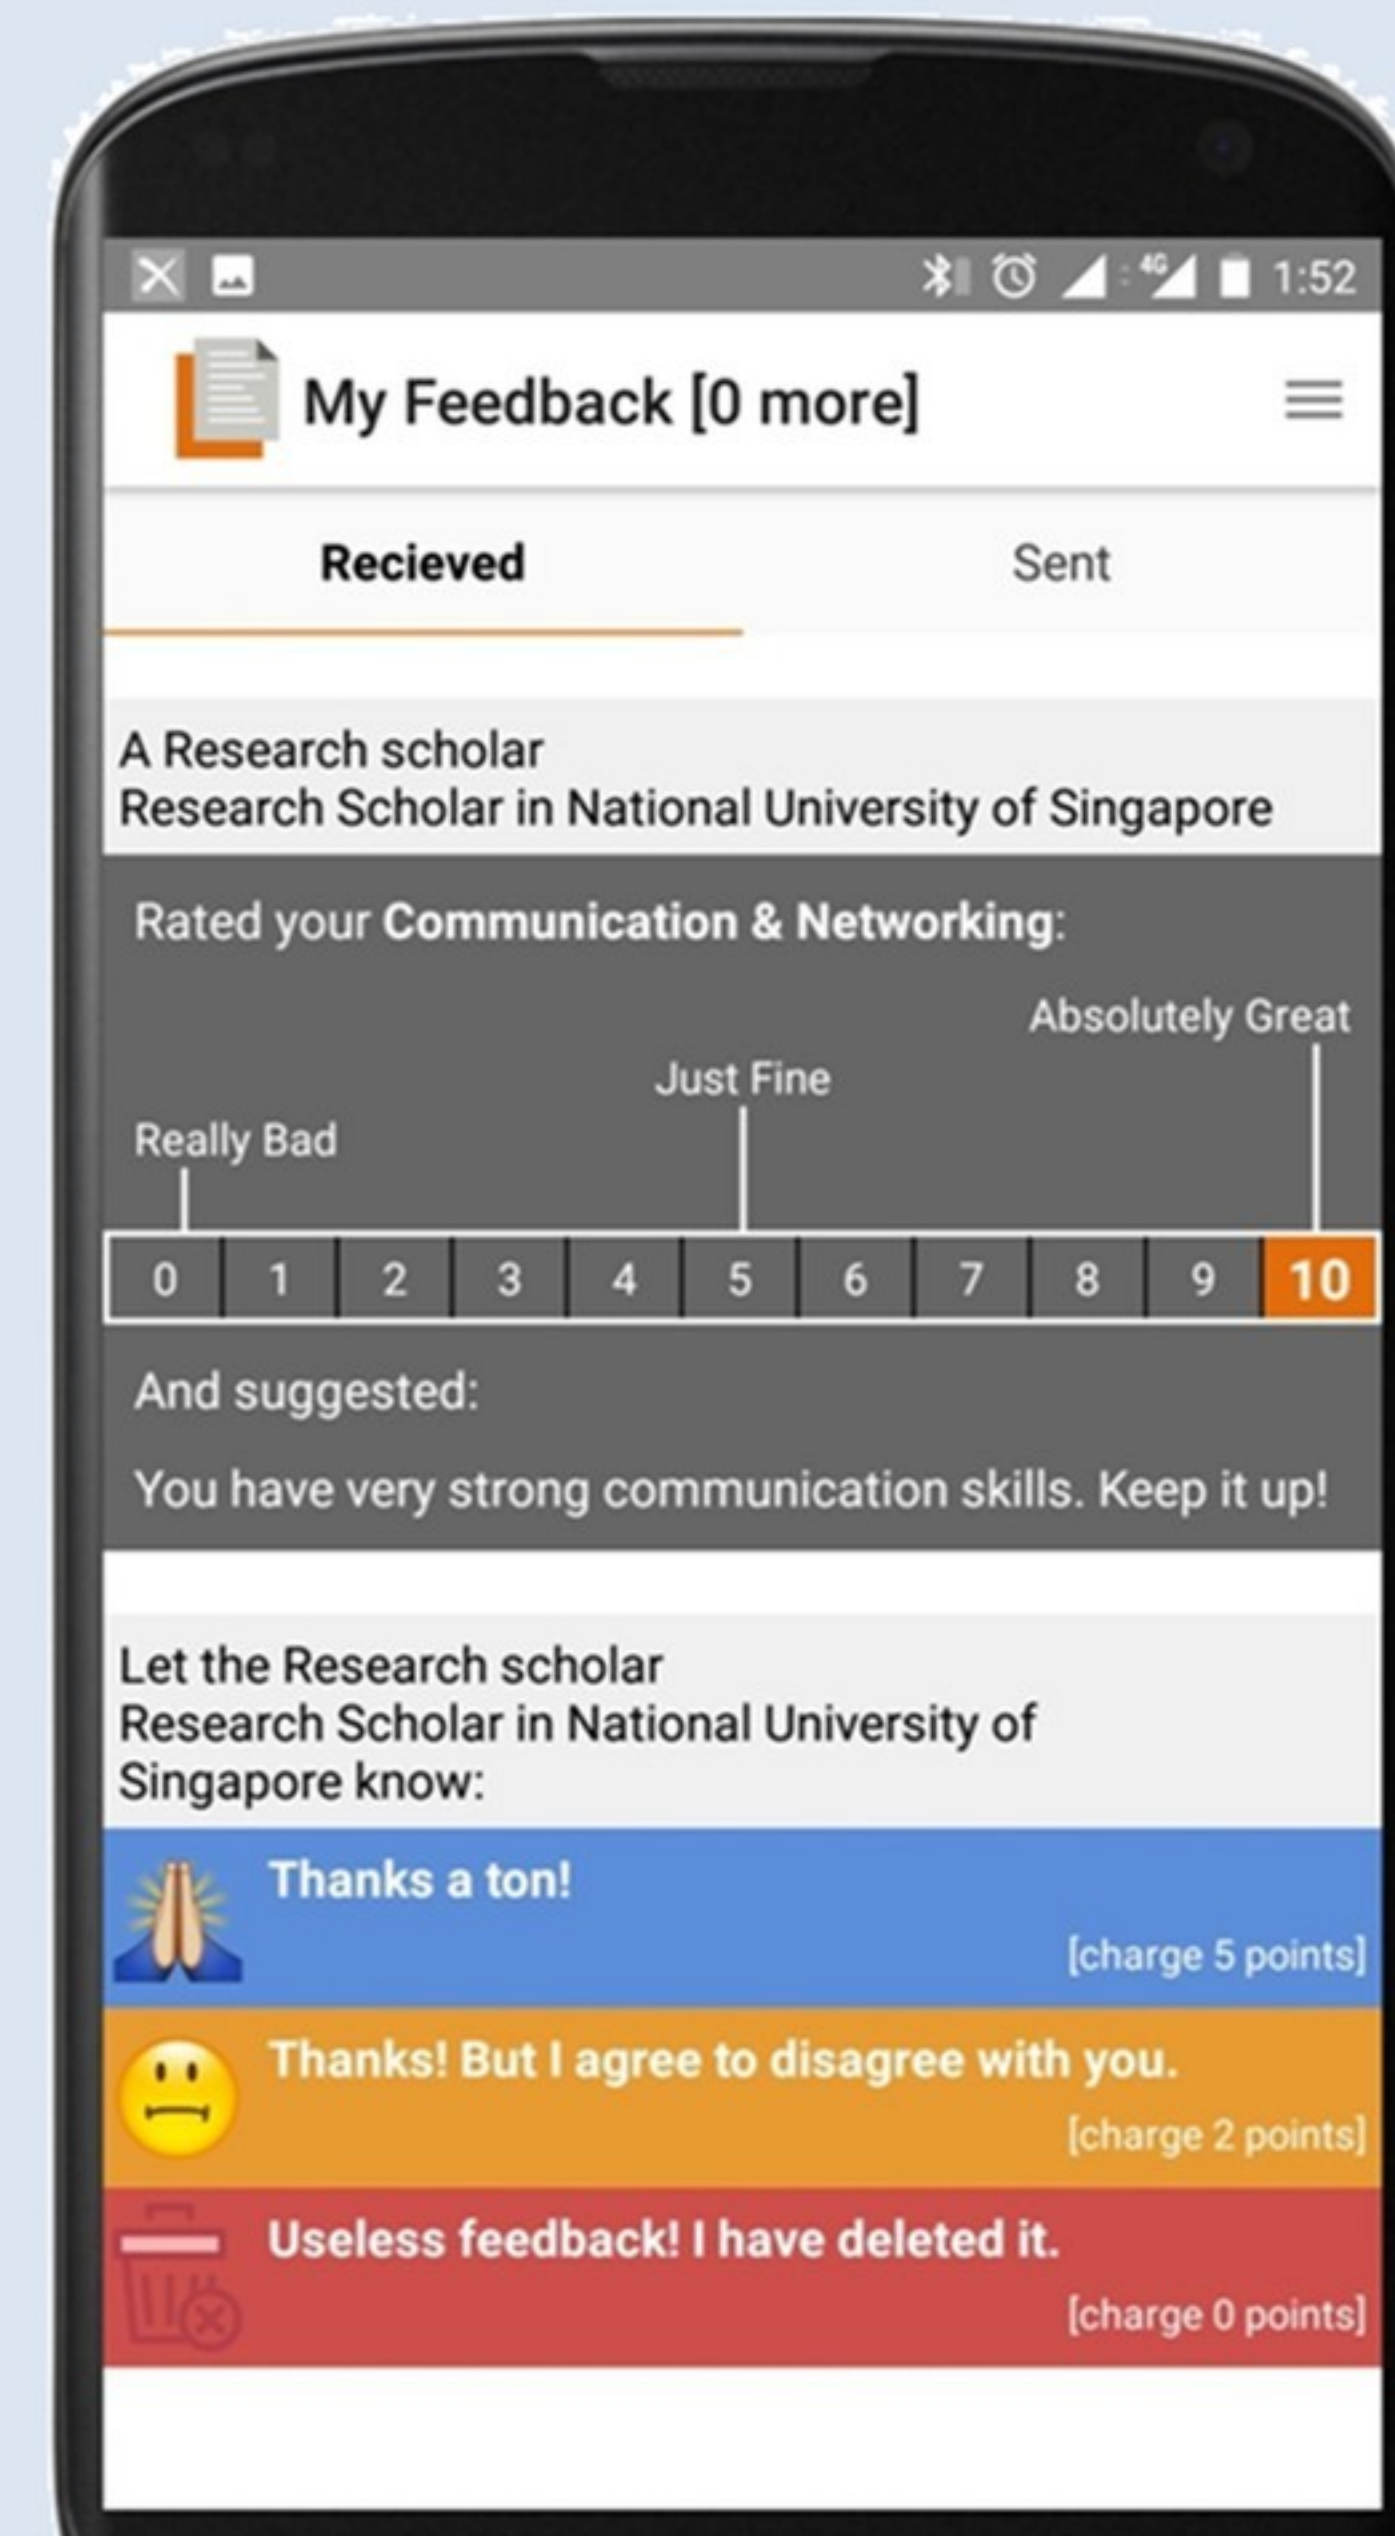 4G 1:52
My Feedback [0 more]
Recieved Sent
A Research scholar
Research Scholar in National University of Singapore
Rated your Communication & Networking:
Absolutely Great
Just Fine
Really Bad
0 1 2 3 4 5 6 7 8 9 10
And suggested:
You have very strong communication skills. Keep it up!
Let the Research scholar
Research Scholar in National University of
Singapore know:
Thanks a ton!
[charge 5 points]
Thanks! But I agree to disagree with you.
[charge 2 points]
Useless feedback! I have deleted it.
[charge 0 points]